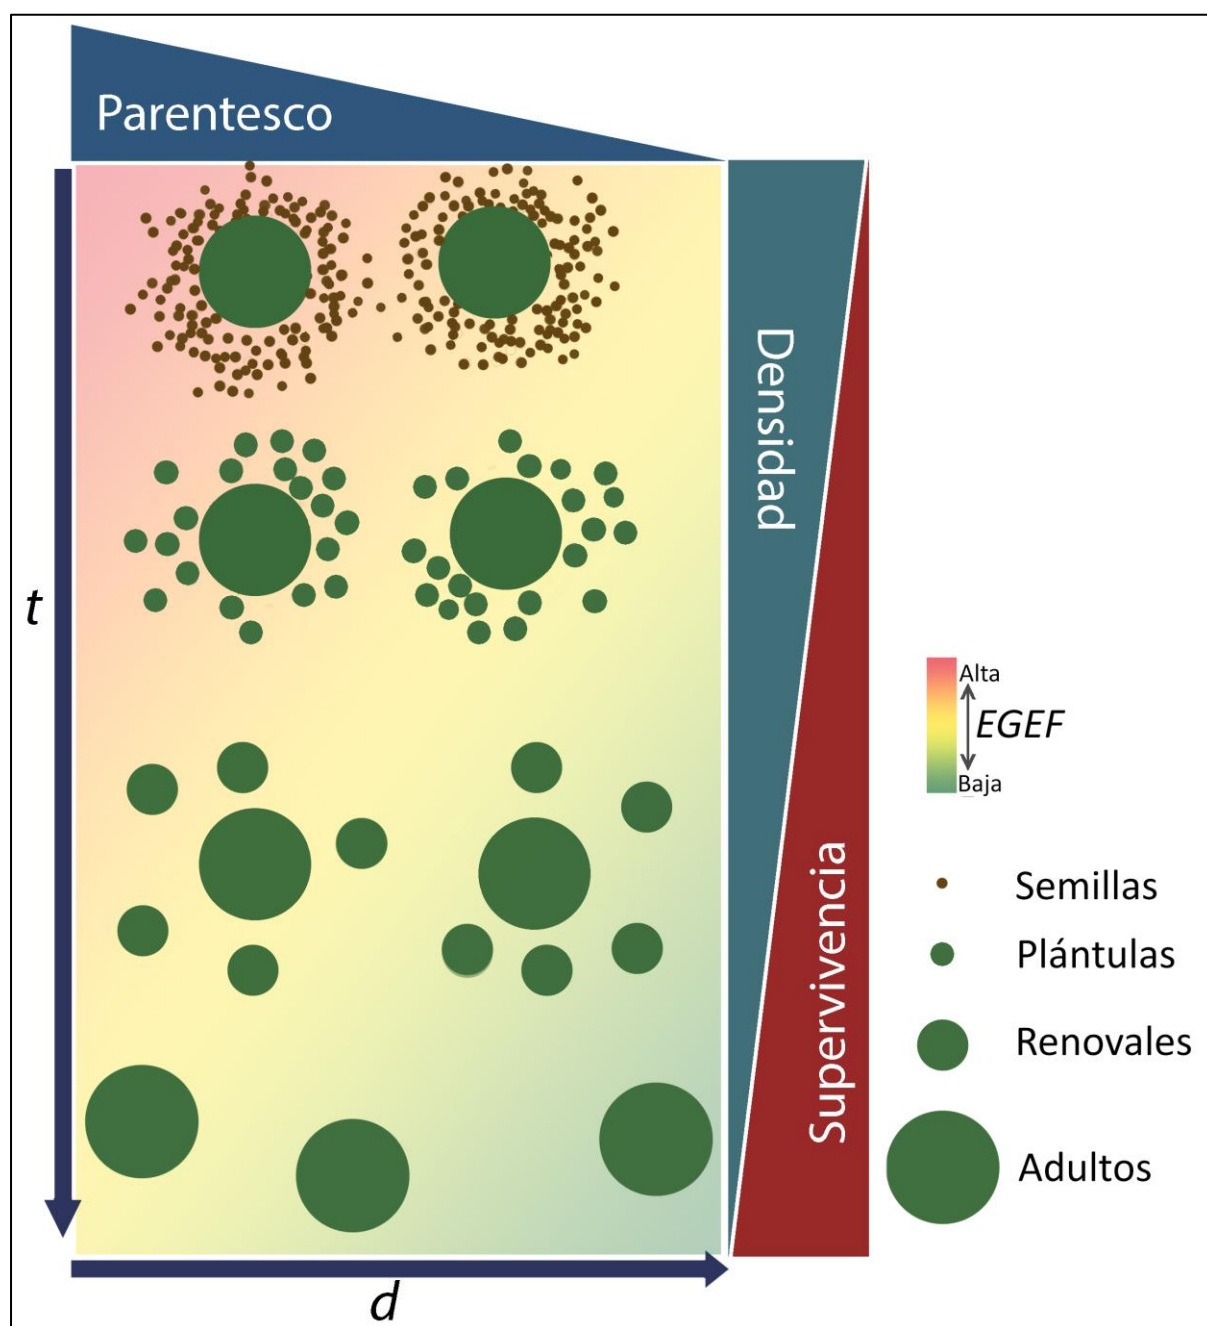 Parentesco
Densidad
Supervivencia
t
d
Alta
EGEF
Baja
Semillas
Plántulas
Renovales
Adultos